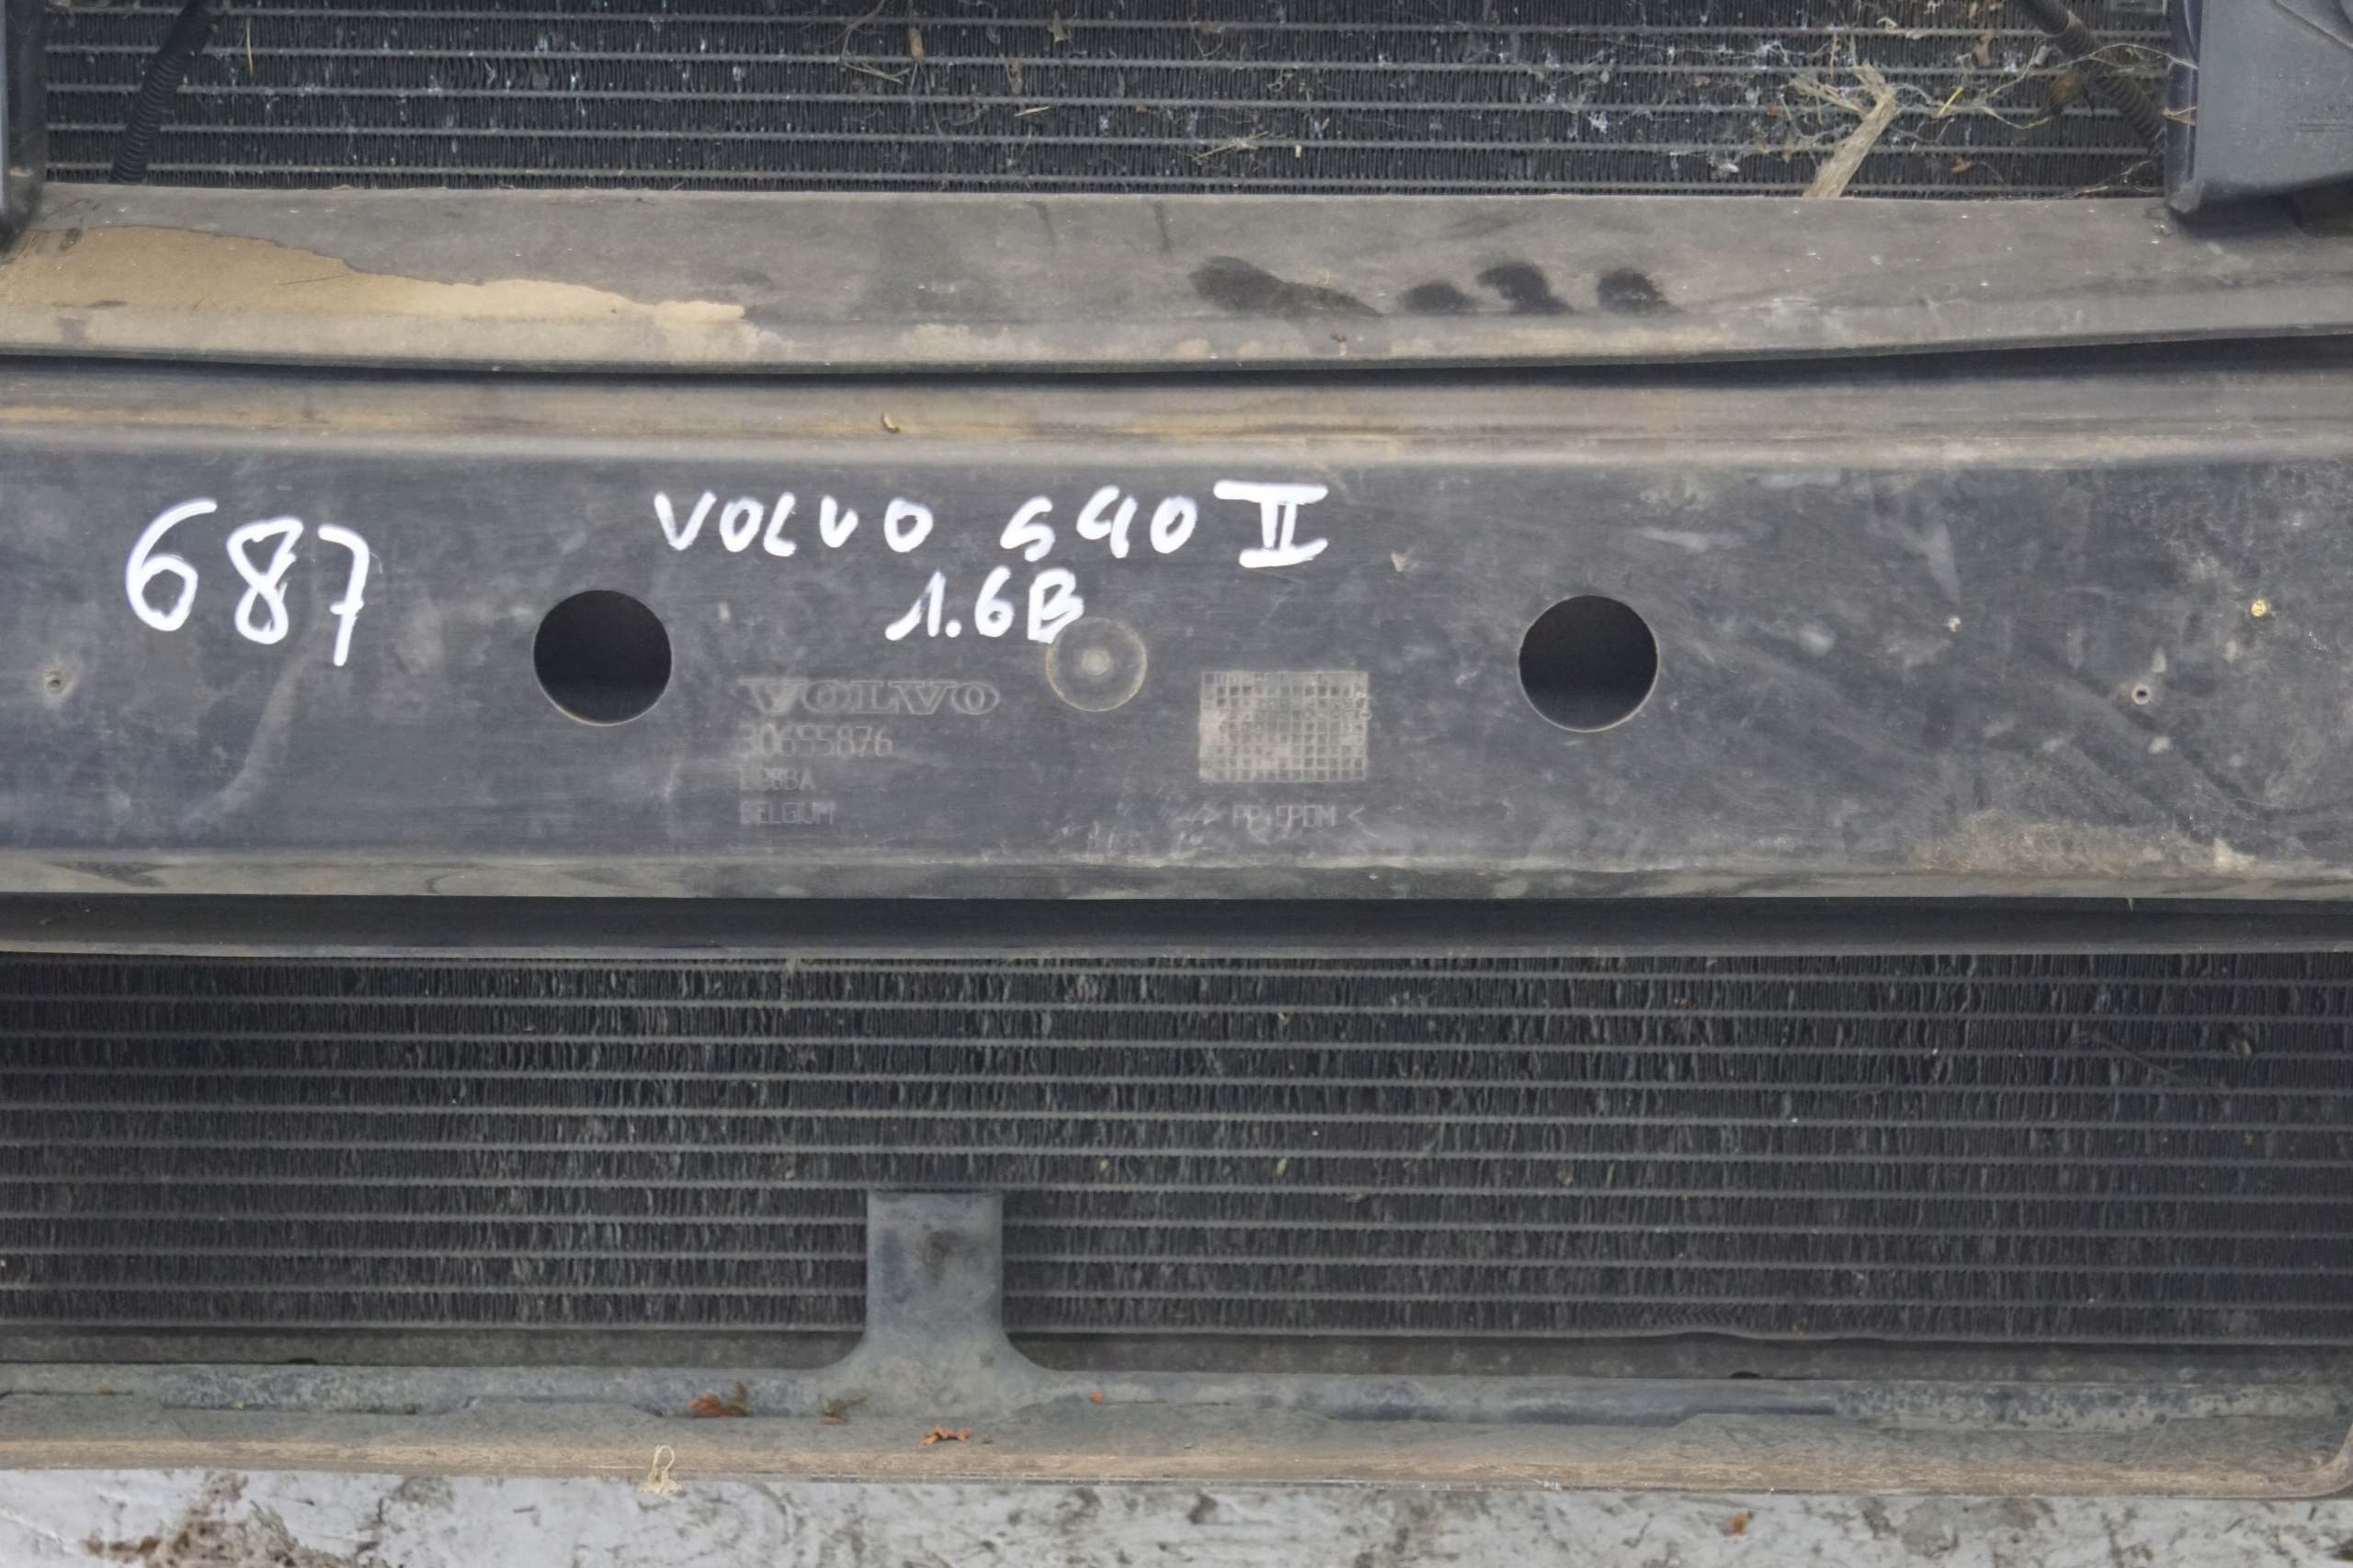 687
VOLVO S40 II
1.6B
VOLVO
30655876
BELGIUM
> PP+EPDM <